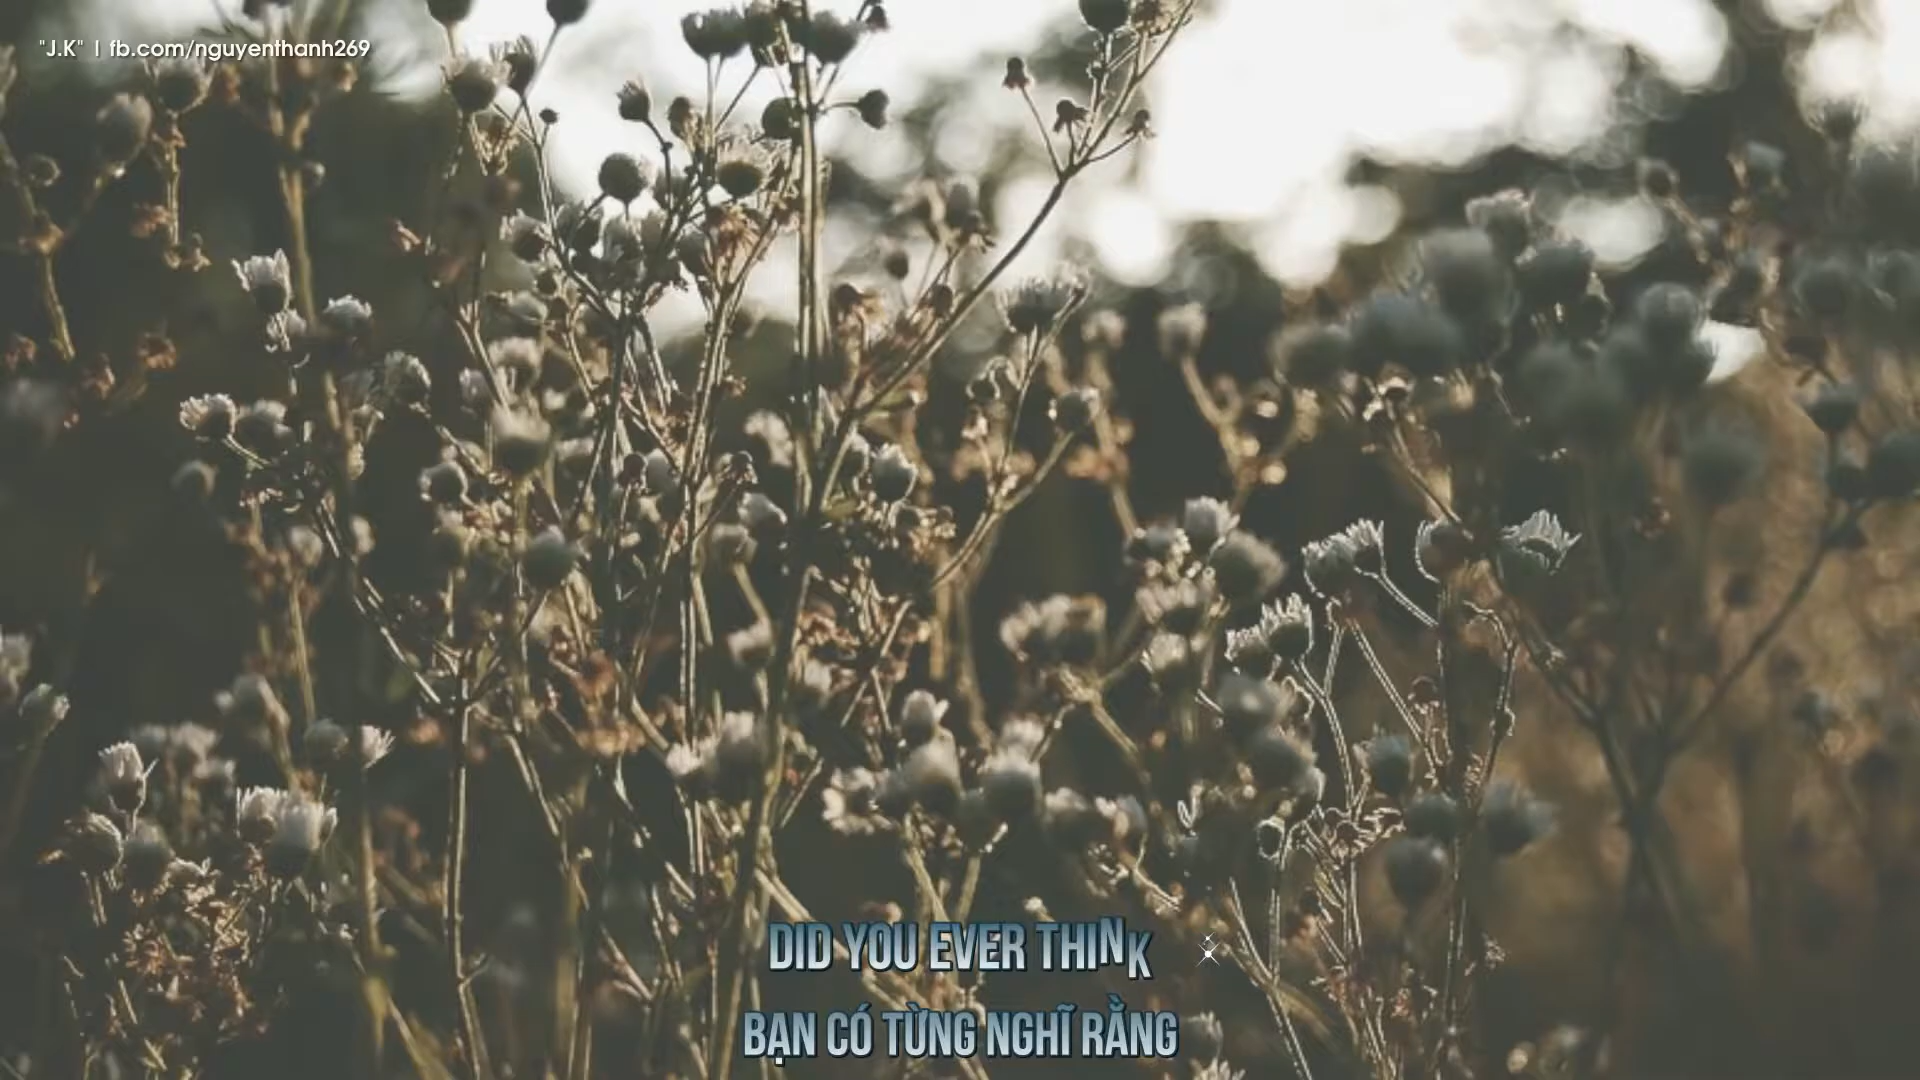 "J.K" | fb.com/nguyenthanh269
DID YOU EVER THINK
BẠN CÓ TỪNG NGHĨ RẰNG